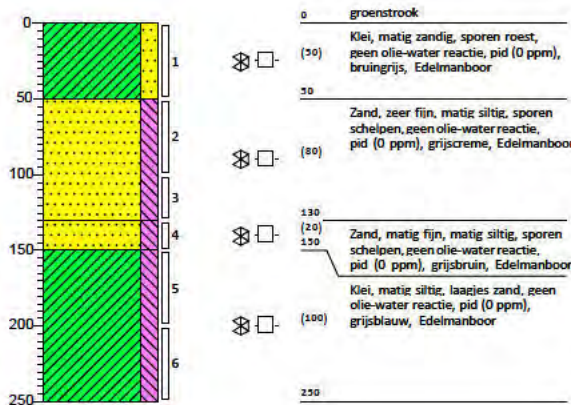 0
50
100
150
200
250
1
2
3
4
5
6
0 groenstrook
(50)
Klei, matig zandig, sporen roest,
geen olie-water reactie, pid (0 ppm),
bruingrijs, Edelmanboor
50
(80)
Zand, zeer fijn, matig siltig, sporen
schelpen, geen olie-water reactie,
pid (0 ppm), grijscreme, Edelmanboor
130
(20)
150
Zand, matig fijn, matig siltig, sporen
schelpen, geen olie-water reactie,
pid (0 ppm), grijsbruin, Edelmanboor
(100)
Klei, matig siltig, laagjes zand, geen
olie-water reactie, pid (0 ppm),
grijsblauw, Edelmanboor
250